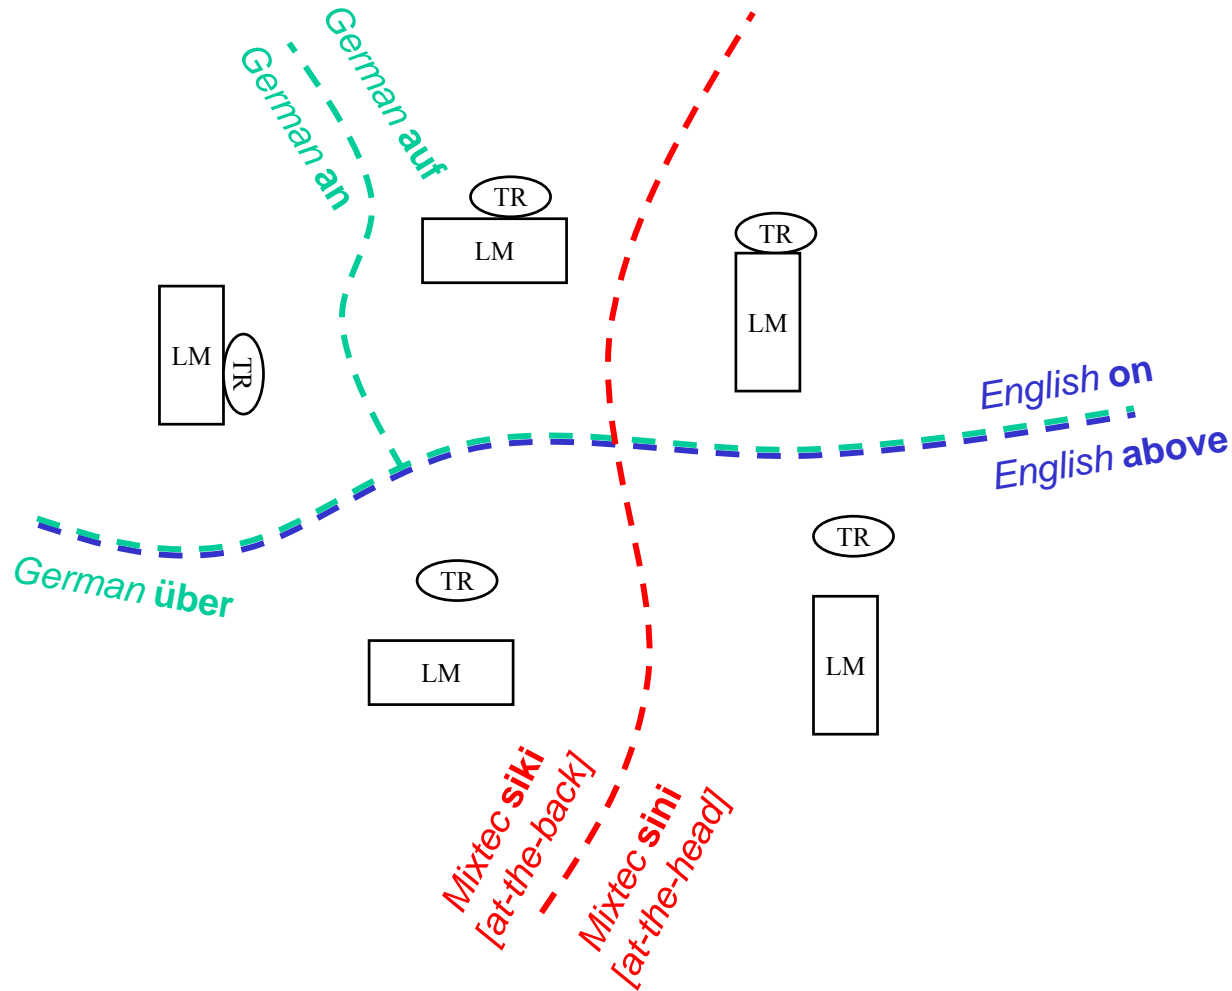 German auf
German an
TR
LM
TR
LM
LM
TR
English on
English above
German über
TR
LM
TR
LM
Mixtec siki
[at-the-back]
Mixtec sini
[at-the-head]